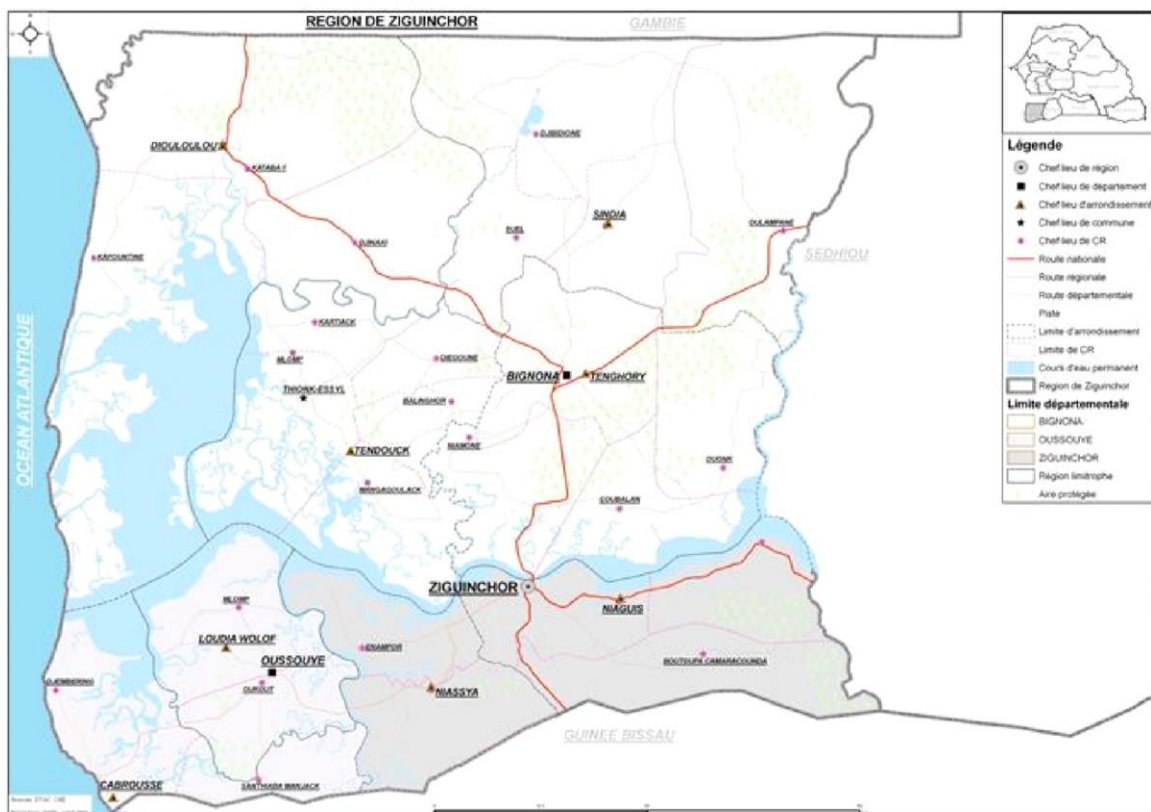 REGION DE ZIGUINCHOR
GAMBIE
DJIBIDIONE
DIOULOULOU
KATABA 1
SINDIA
SUEL
OULAMPANE
DJINAKI
SEDHIOU
KAFOUNTINE
OCEAN ATLANTIQUE
KARTIACK
MLOMP
DIEGOUNE
BIGNONA
TENGHORY
THIONK-ESSYL
BALINGHOR
NIAMONE
TENDOUCK
OUONK
MANGAGOULACK
COUBALAN
ZIGUINCHOR
NIAGUIS
MLOMP
LOUDIA WOLOF
ENAMPOR
BOUTOUPA CAMARACOUNDA
OUSSOUYE
DJEMBERING
OUKOUT
NIASSYA
GUINEE BISSAU
CABROUSSE
SANTHIABA MANJACK
Légende
Chef lieu de région
Chef lieu de département
Chef lieu d'arrondissement
Chef lieu de commune
Chef lieu de CR
Route nationale
Route régionale
Route départementale
Piste
Limite d'arrondissement
Limite de CR
Cours d'eau permanent
Region de Ziguinchor
Limite départementale
BIGNONA
OUSSOUYE
ZIGUINCHOR
Région limitrophe
Aire protégée